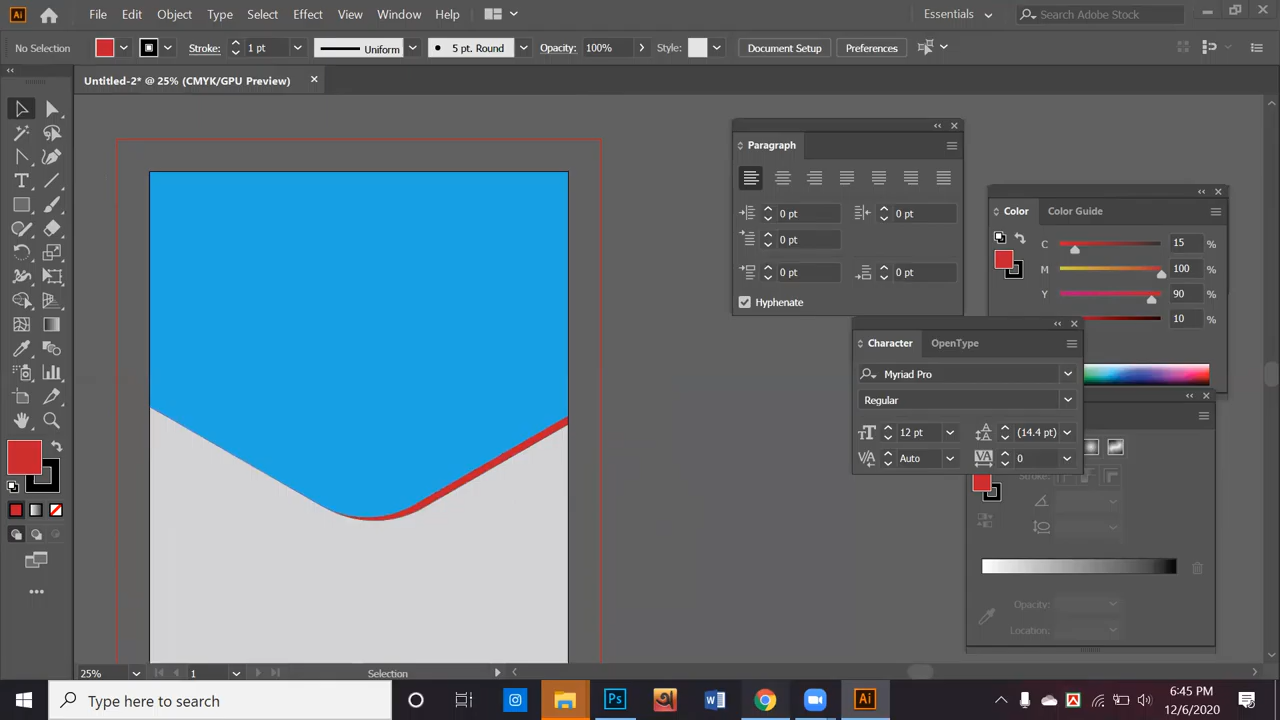 Ai File Edit Object Type Select Effect View Window Help Essentials Search Adobe Stock
No Selection Stroke: 1 pt Uniform 5 pt. Round Opacity: 100% Style: Document Setup Preferences
Untitled-2* @ 25% (CMYK/GPU Preview)
Paragraph
0 pt 0 pt
0 pt
0 pt 0 pt
Hyphenate
Color Color Guide
C 15 %
M 100 %
Y 90 %
10 %
Character OpenType
Myriad Pro
Regular
12 pt (14.4 pt)
Auto 0
Stroke:
Opacity:
Location:
25% 1 Selection
Type here to search
Ps
Ai
6:45 PM
12/6/2020